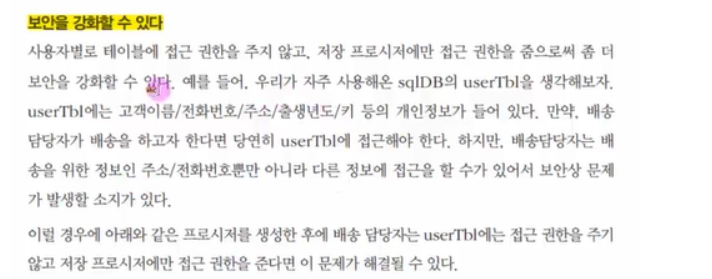 보안을 강화할 수 있다
사용자별로 테이블에 접근 권한을 주지 않고, 저장 프로시저에만 접근 권한을 줌으로써 좀 더
보안을 강화할 수 있다. 예를 들어, 우리가 자주 사용해온 sqlDB의 userTbl을 생각해보자.
userTbl에는 고객이름/전화번호/주소/출생년도/키 등의 개인정보가 들어 있다. 만약, 배송
담당자가 배송을 하고자 한다면 당연히 userTbl에 접근해야 한다. 하지만, 배송담당자는 배
송을 위한 정보인 주소/전화번호뿐만 아니라 다른 정보에 접근을 할 수가 있어서 보안상 문제
가 발생할 소지가 있다.
이럴 경우에 아래와 같은 프로시저를 생성한 후에 배송 담당자는 userTbl에는 접근 권한을 주기
않고 저장 프로시저에만 접근 권한을 준다면 이 문제가 해결될 수 있다.